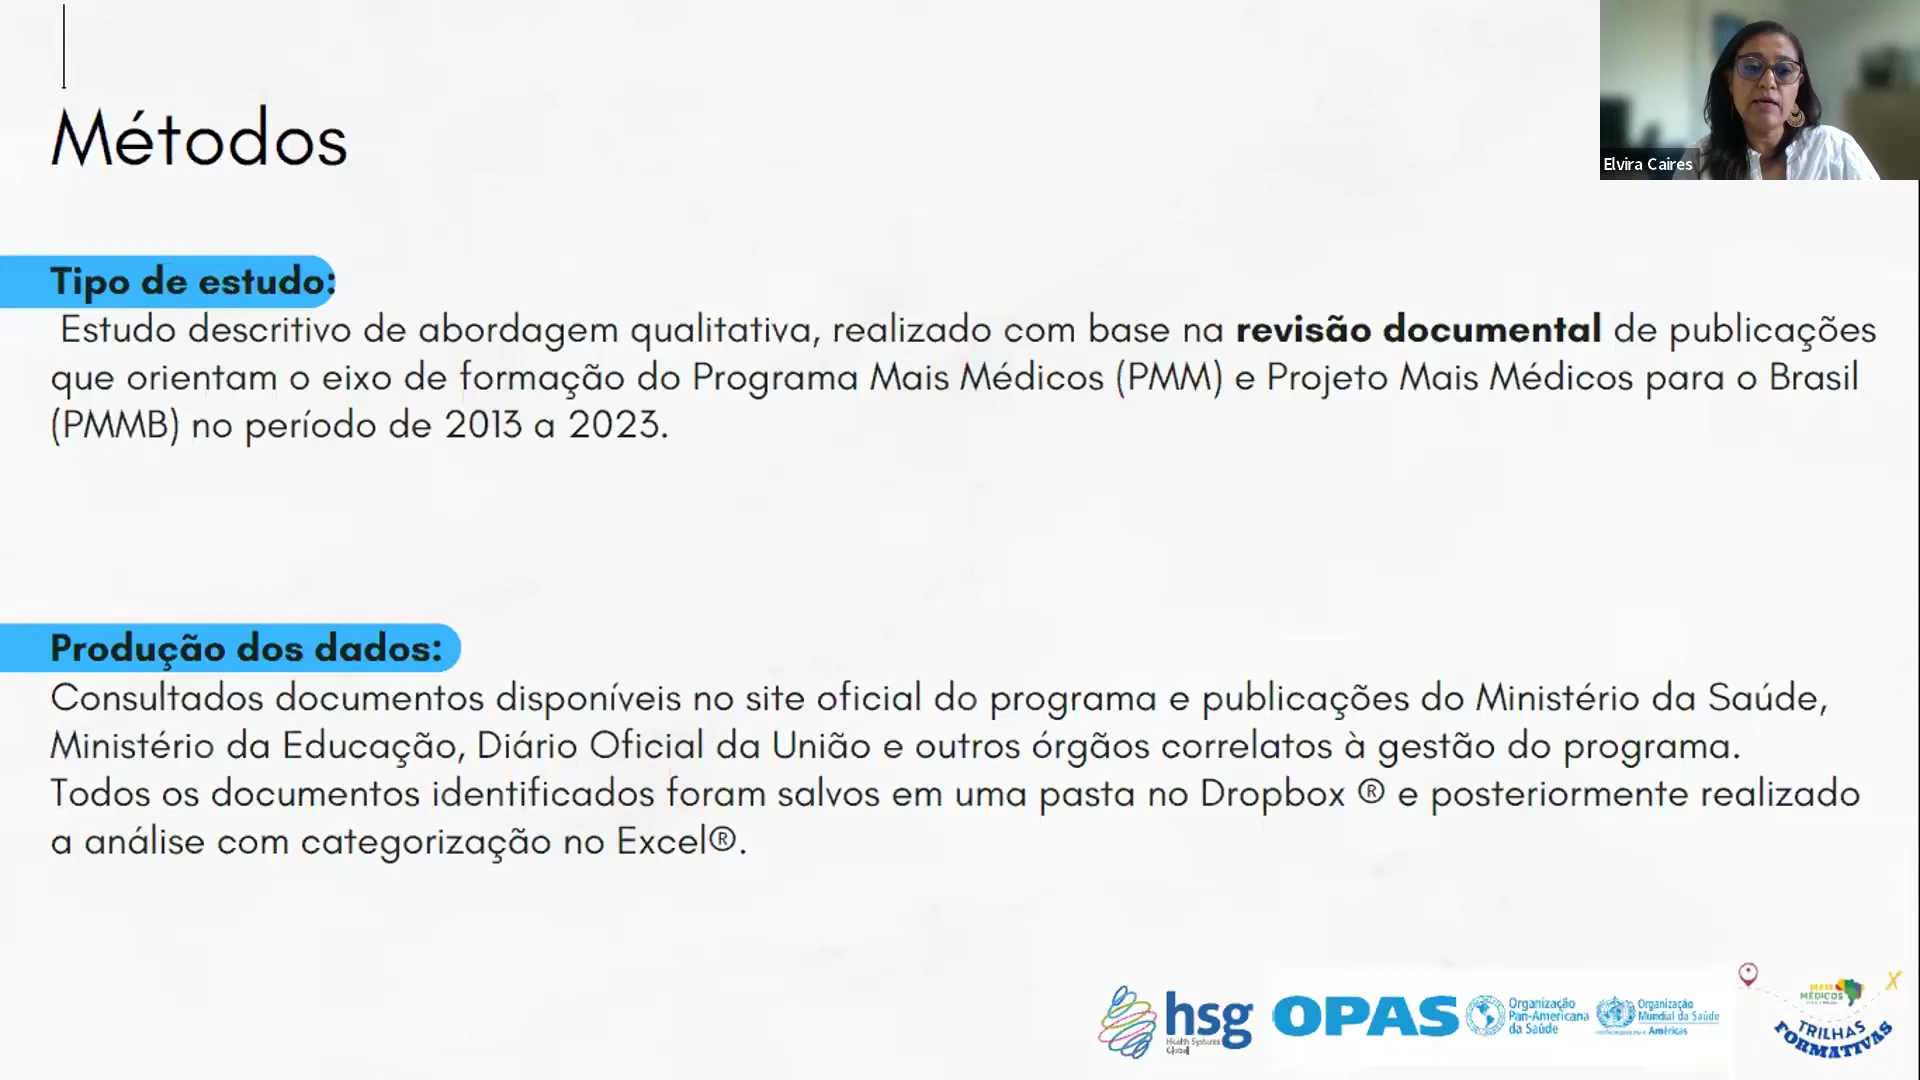 Métodos
Elvira Caires
Tipo de estudo:
Estudo descritivo de abordagem qualitativa, realizado com base na revisão documental de publicações
que orientam o eixo de formação do Programa Mais Médicos (PMM) e Projeto Mais Médicos para o Brasil
(PMMB) no período de 2013 a 2023.
Produção dos dados:
Consultados documentos disponíveis no site oficial do programa e publicações do Ministério da Saúde,
Ministério da Educação, Diário Oficial da União e outros órgãos correlatos à gestão do programa.
Todos os documentos identificados foram salvos em uma pasta no Dropbox ® e posteriormente realizado
a análise com categorização no Excel®.
hsg
Health Systems
Global
OPAS
Organização
Pan-Americana
da Saúde
Organização
Mundial da Saúde
Américas
MAIS
MÉDICOS
TRILHAS
FORMATIVAS